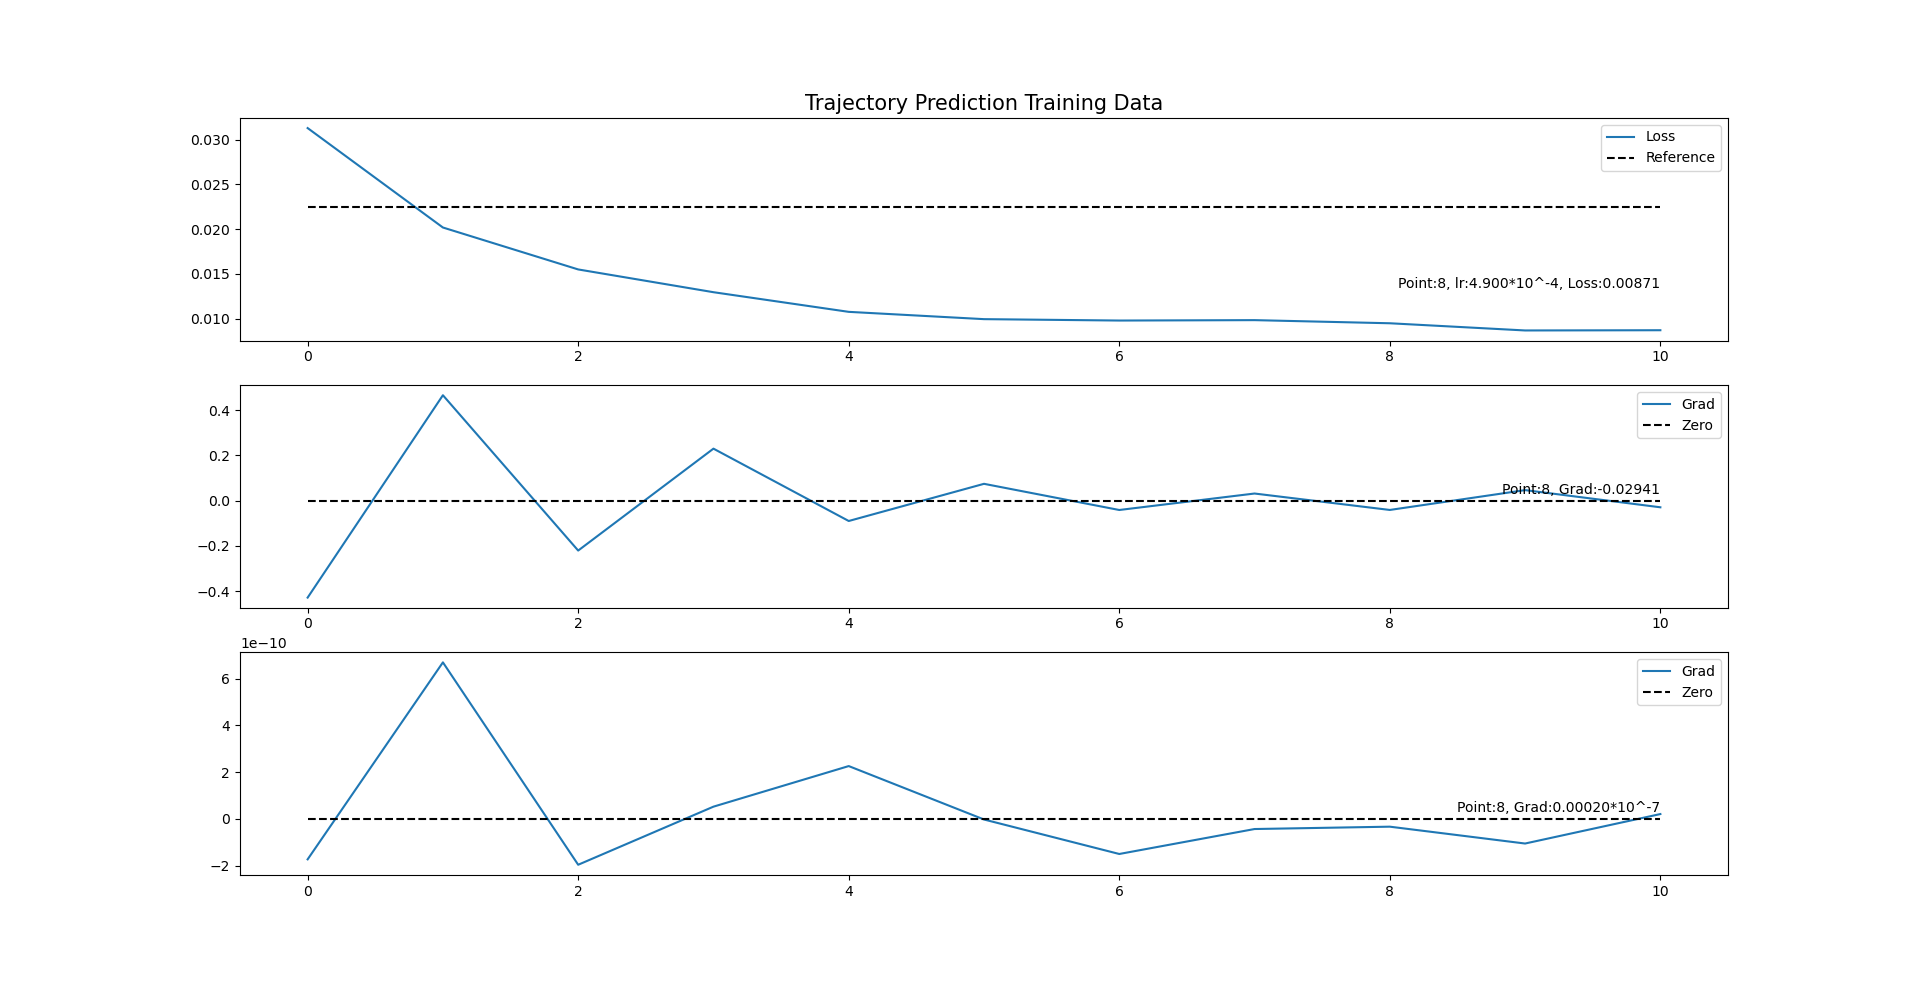 Trajectory Prediction Training Data
0.030
0.025
0.020
0.015
0.010
Loss
Reference
Point:8, lr:4.900*10^-4, Loss:0.00871
0 2 4 6 8 10
0.4
0.2
0.0
−0.2
−0.4
Grad
Zero
Point:8, Grad:-0.02941
0 2 4 6 8 10
1e−10
6
4
2
0
−2
Grad
Zero
Point:8, Grad:0.00020*10^-7
0 2 4 6 8 10